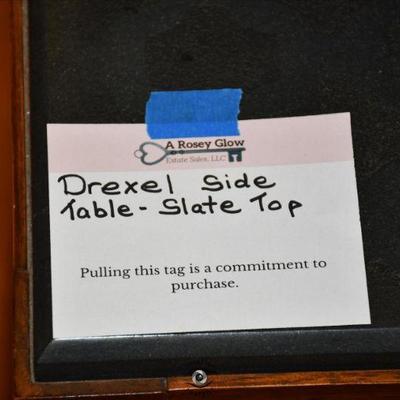 A Rosey Glow
Estate Sales, LLC
Drexel Side
Table - Slate Top
Pulling this tag is a commitment to
purchase.